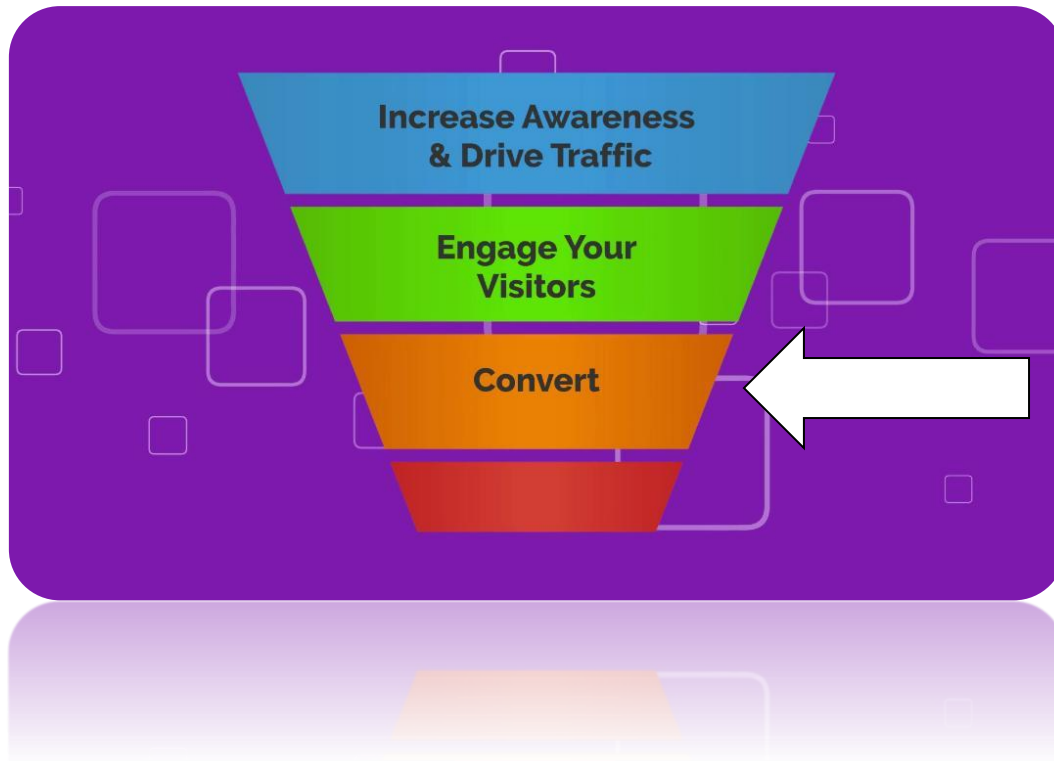 Increase Awareness
& Drive Traffic
Engage Your
Visitors
Convert